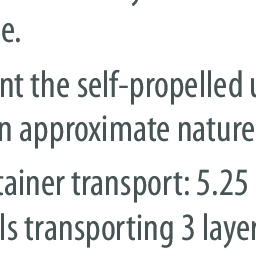 e.
nt the self-propelled u
n approximate nature
tainer transport: 5.25
ls transporting 3 layer